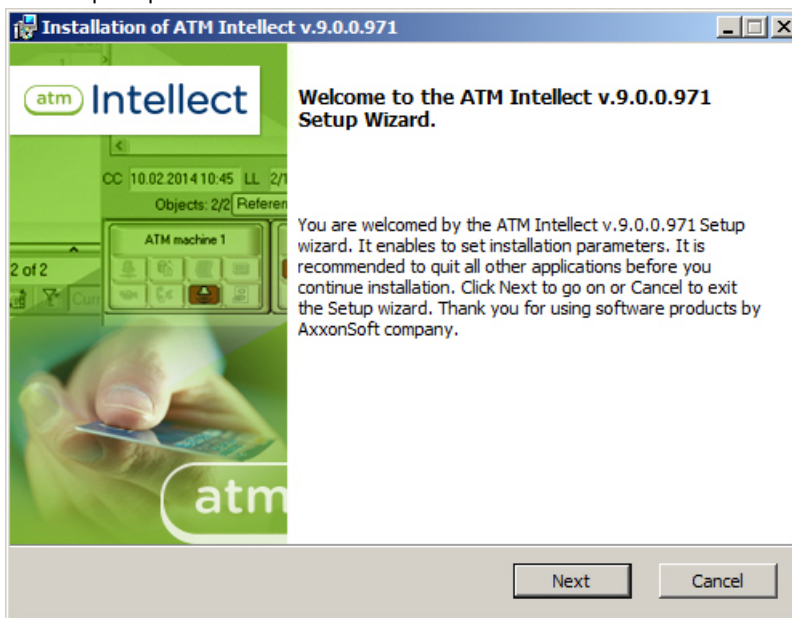 Installation of ATM Intellect v.9.0.0.971
atm Intellect
Welcome to the ATM Intellect v.9.0.0.971
Setup Wizard.
CC 10.02.2014 10:45 LL 2/1
Objects: 2/2 Referen
ATM machine 1
2 of 2
Curr
You are welcomed by the ATM Intellect v.9.0.0.971 Setup
wizard. It enables to set installation parameters. It is
recommended to quit all other applications before you
continue installation. Click Next to go on or Cancel to exit
the Setup wizard. Thank you for using software products by
AxxonSoft company.
atm
Next
Cancel